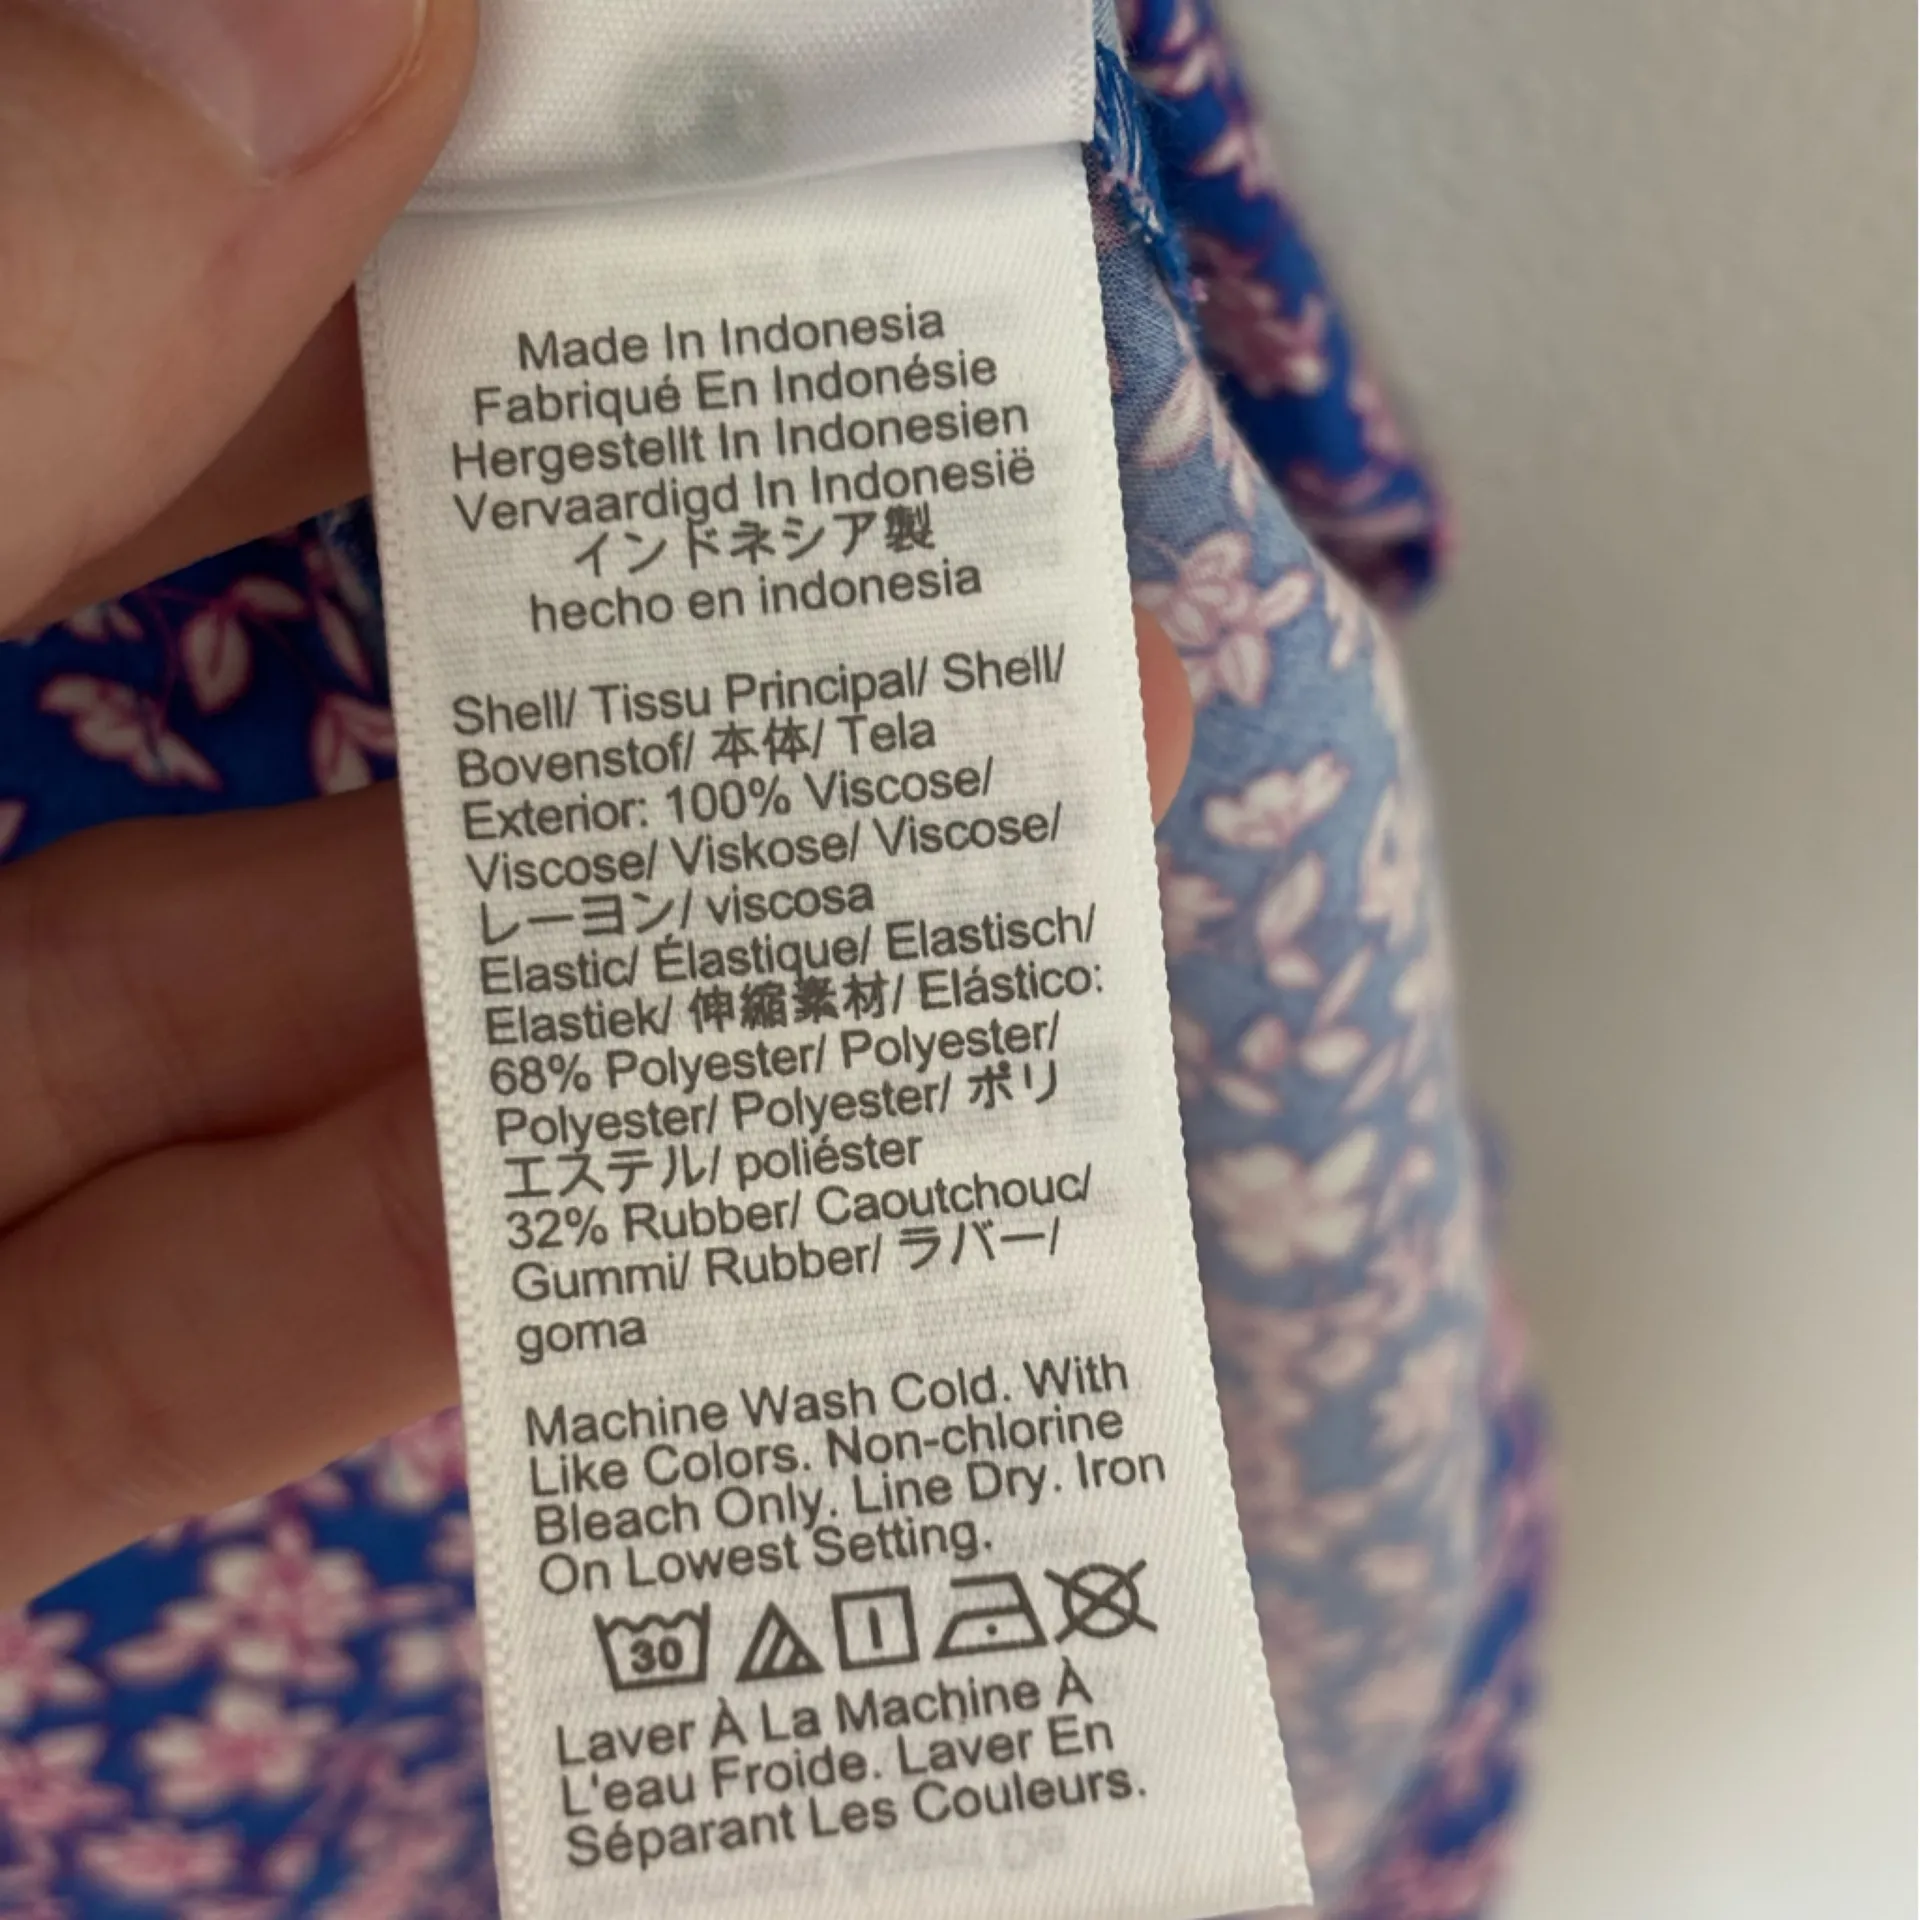 Made In Indonesia
Fabriqué En Indonésie
Hergestellt In Indonesien
Vervaardigd In Indonesië
インドネシア製
hecho en indonesia
Shell/ Tissu Principal/ Shell/
Bovenstof/ 本体/ Tela
Exterior: 100% Viscose/
Viscose/ Viskose/ Viscose/
レーヨン/ viscosa
Elastic/ Élastique/ Elastisch/
Elastiek/ 伸縮素材/ Elástico:
68% Polyester/ Polyester/
Polyester/ Polyester/ ポリ
エステル/ poliéster
32% Rubber/ Caoutchouc/
Gummi/ Rubber/ ラバー/
goma
Machine Wash Cold. With
Like Colors. Non-chlorine
Bleach Only. Line Dry. Iron
On Lowest Setting.
30
Laver À La Machine À
L'eau Froide. Laver En
Séparant Les Couleurs.